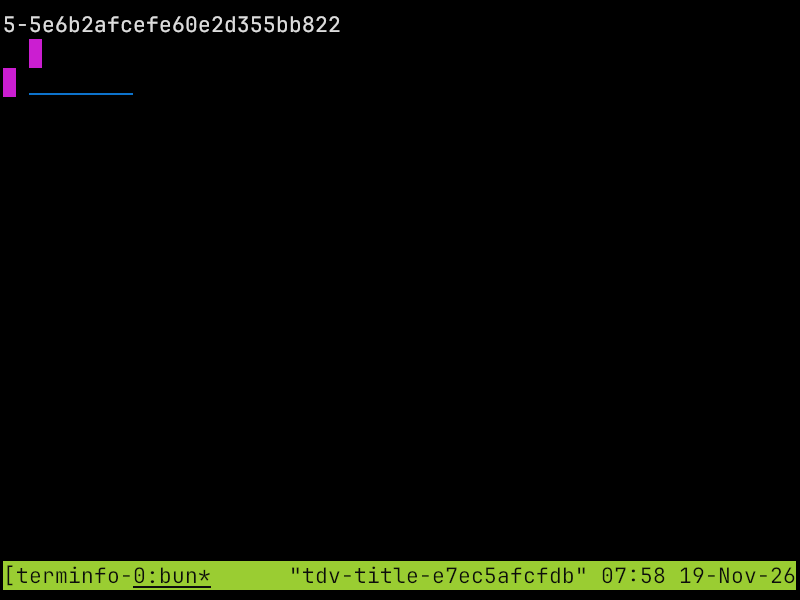 5-5e6b2afcefe60e2d355bb822
[terminfo-0:bun*      "tdv-title-e7ec5afcfdb" 07:58 19-Nov-26